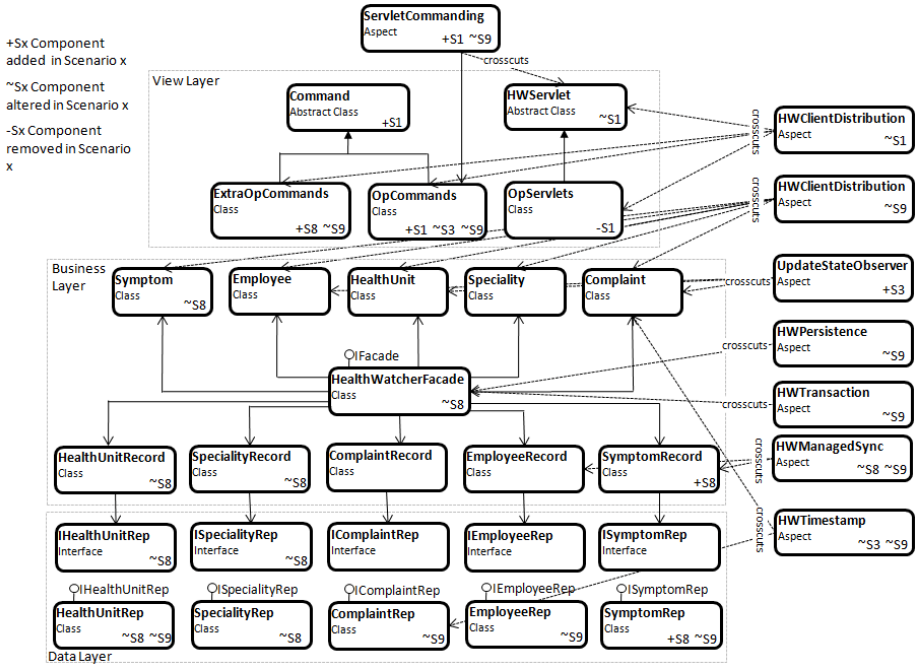 ServletCommanding
Aspect
+S1 ~S9
+Sx Component
added in Scenario x
~Sx Component
altered in Scenario x
-Sx Component
removed in Scenario
x
crosscuts
View Layer
Command
Abstract Class
+S1
HWServlet
Abstract Class
~S1
crosscuts
HWClientDistribution
Aspect
~S1
ExtraOpCommands
Class
+S8 ~S9
OpCommands
Class
+S1 ~S3 ~S9
OpServlets
Class
-S1
crosscuts
HWClientDistribution
Aspect
~S9
Business
Layer
Symptom
Class
~S8
Employee
Class
HealthUnit
Class
Speciality
Class
Complaint
Class
crosscuts
UpdateStateObserver
Aspect
+S3
IFacade
HealthWatcherFacade
Class
~S8
crosscuts
HWPersistence
Aspect
~S9
crosscuts
HWTransaction
Aspect
~S9
HealthUnitRecord
Class
~S8
SpecialityRecord
Class
~S8
ComplaintRecord
Class
EmployeeRecord
Class
SymptomRecord
Class
+S8
crosscuts
HWManagedSync
Aspect
~S8 ~S9
IHealthUnitRep
Interface
~S8
ISpecialityRep
Interface
~S8
IComplaintRep
Interface
IEmployeeRep
Interface
ISymptomRep
Interface
crosscuts
HWTimestamp
Aspect
~S3 ~S9
IHealthUnitRep
ISpecialityRep
IComplaintRep
IEmployeeRep
ISymptomRep
HealthUnitRep
Class
~S8 ~S9
SpecialityRep
Class
~S8
ComplaintRep
Class
~S9
EmployeeRep
Class
~S9
SymptomRep
Class
+S8 ~S9
Data Layer